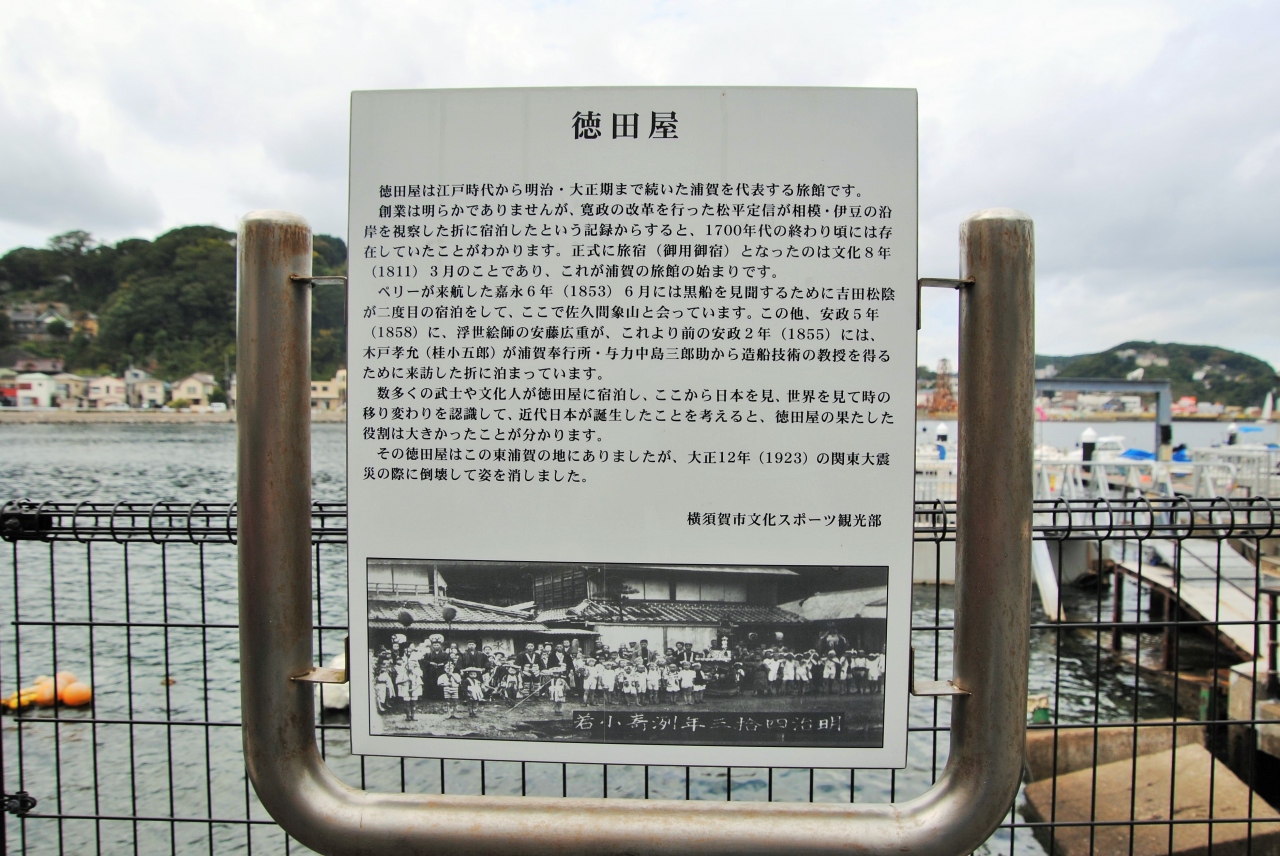 徳田屋
徳田屋は江戸時代から明治・大正期まで続いた浦賀を代表する旅館です。
創業は明らかでありませんが、寛政の改革を行った松平定信が相模・伊豆の沿
岸を視察した折に宿泊したという記録からすると、1700年代の終わり頃には存
在していたことがわかります。正式に旅宿（御用御宿）となったのは文化８年
（1811）３月のことであり、これが浦賀の旅館の始まりです。
ペリーが来航した嘉永６年（1853）６月には黒船を見聞するために吉田松陰
が二度目の宿泊をして、ここで佐久間象山と会っています。この他、安政５年
（1858）に、浮世絵師の安藤広重が、これより前の安政２年（1855）には、
木戸孝允（桂小五郎）が浦賀奉行所・与力中島三郎助から造船技術の教授を得る
ために来訪した折に泊まっています。
数多くの武士や文化人が徳田屋に宿泊し、ここから日本を見、世界を見て時の
移り変わりを認識して、近代日本が誕生したことを考えると、徳田屋の果たした
役割は大きかったことが分かります。
その徳田屋はこの東浦賀の地にありましたが、大正12年（1923）の関東大震
災の際に倒壊して姿を消しました。
横須賀市文化スポーツ観光部
明治四拾三年洌蕎小若